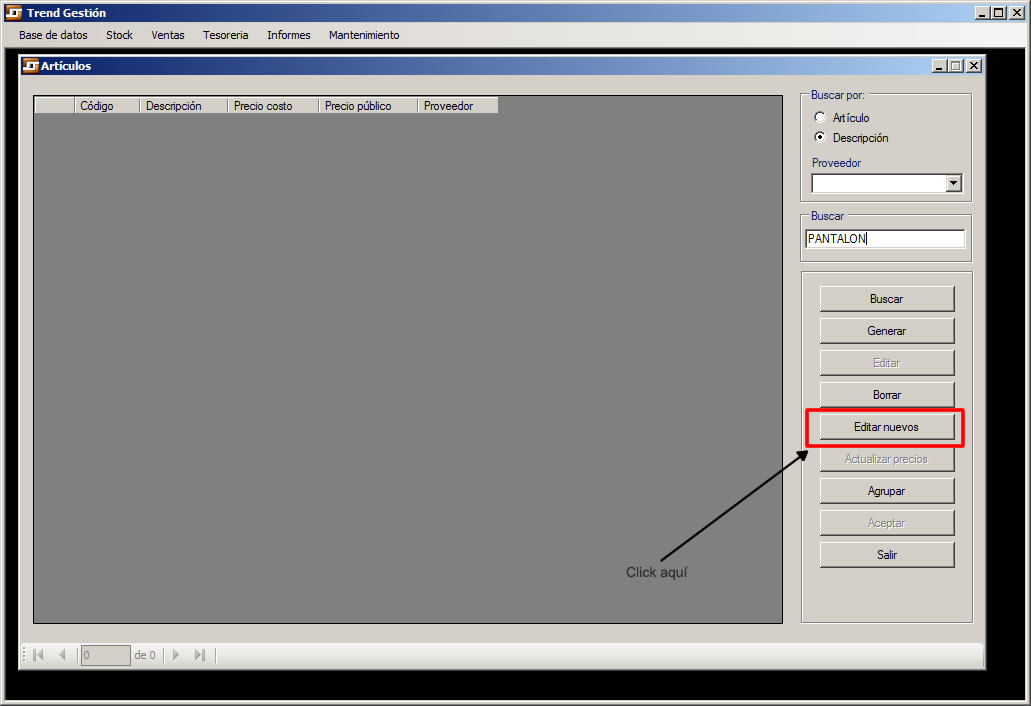 Trend Gestión
Base de datos Stock Ventas Tesoreria Informes Mantenimiento
Artículos
Código Descripción Precio costo Precio público Proveedor
Buscar por:
Artículo
Descripción
Proveedor
Buscar
PANTALON
Buscar
Generar
Editar
Borrar
Editar nuevos
Actualizar precios
Agrupar
Aceptar
Salir
Click aquí
0 de 0